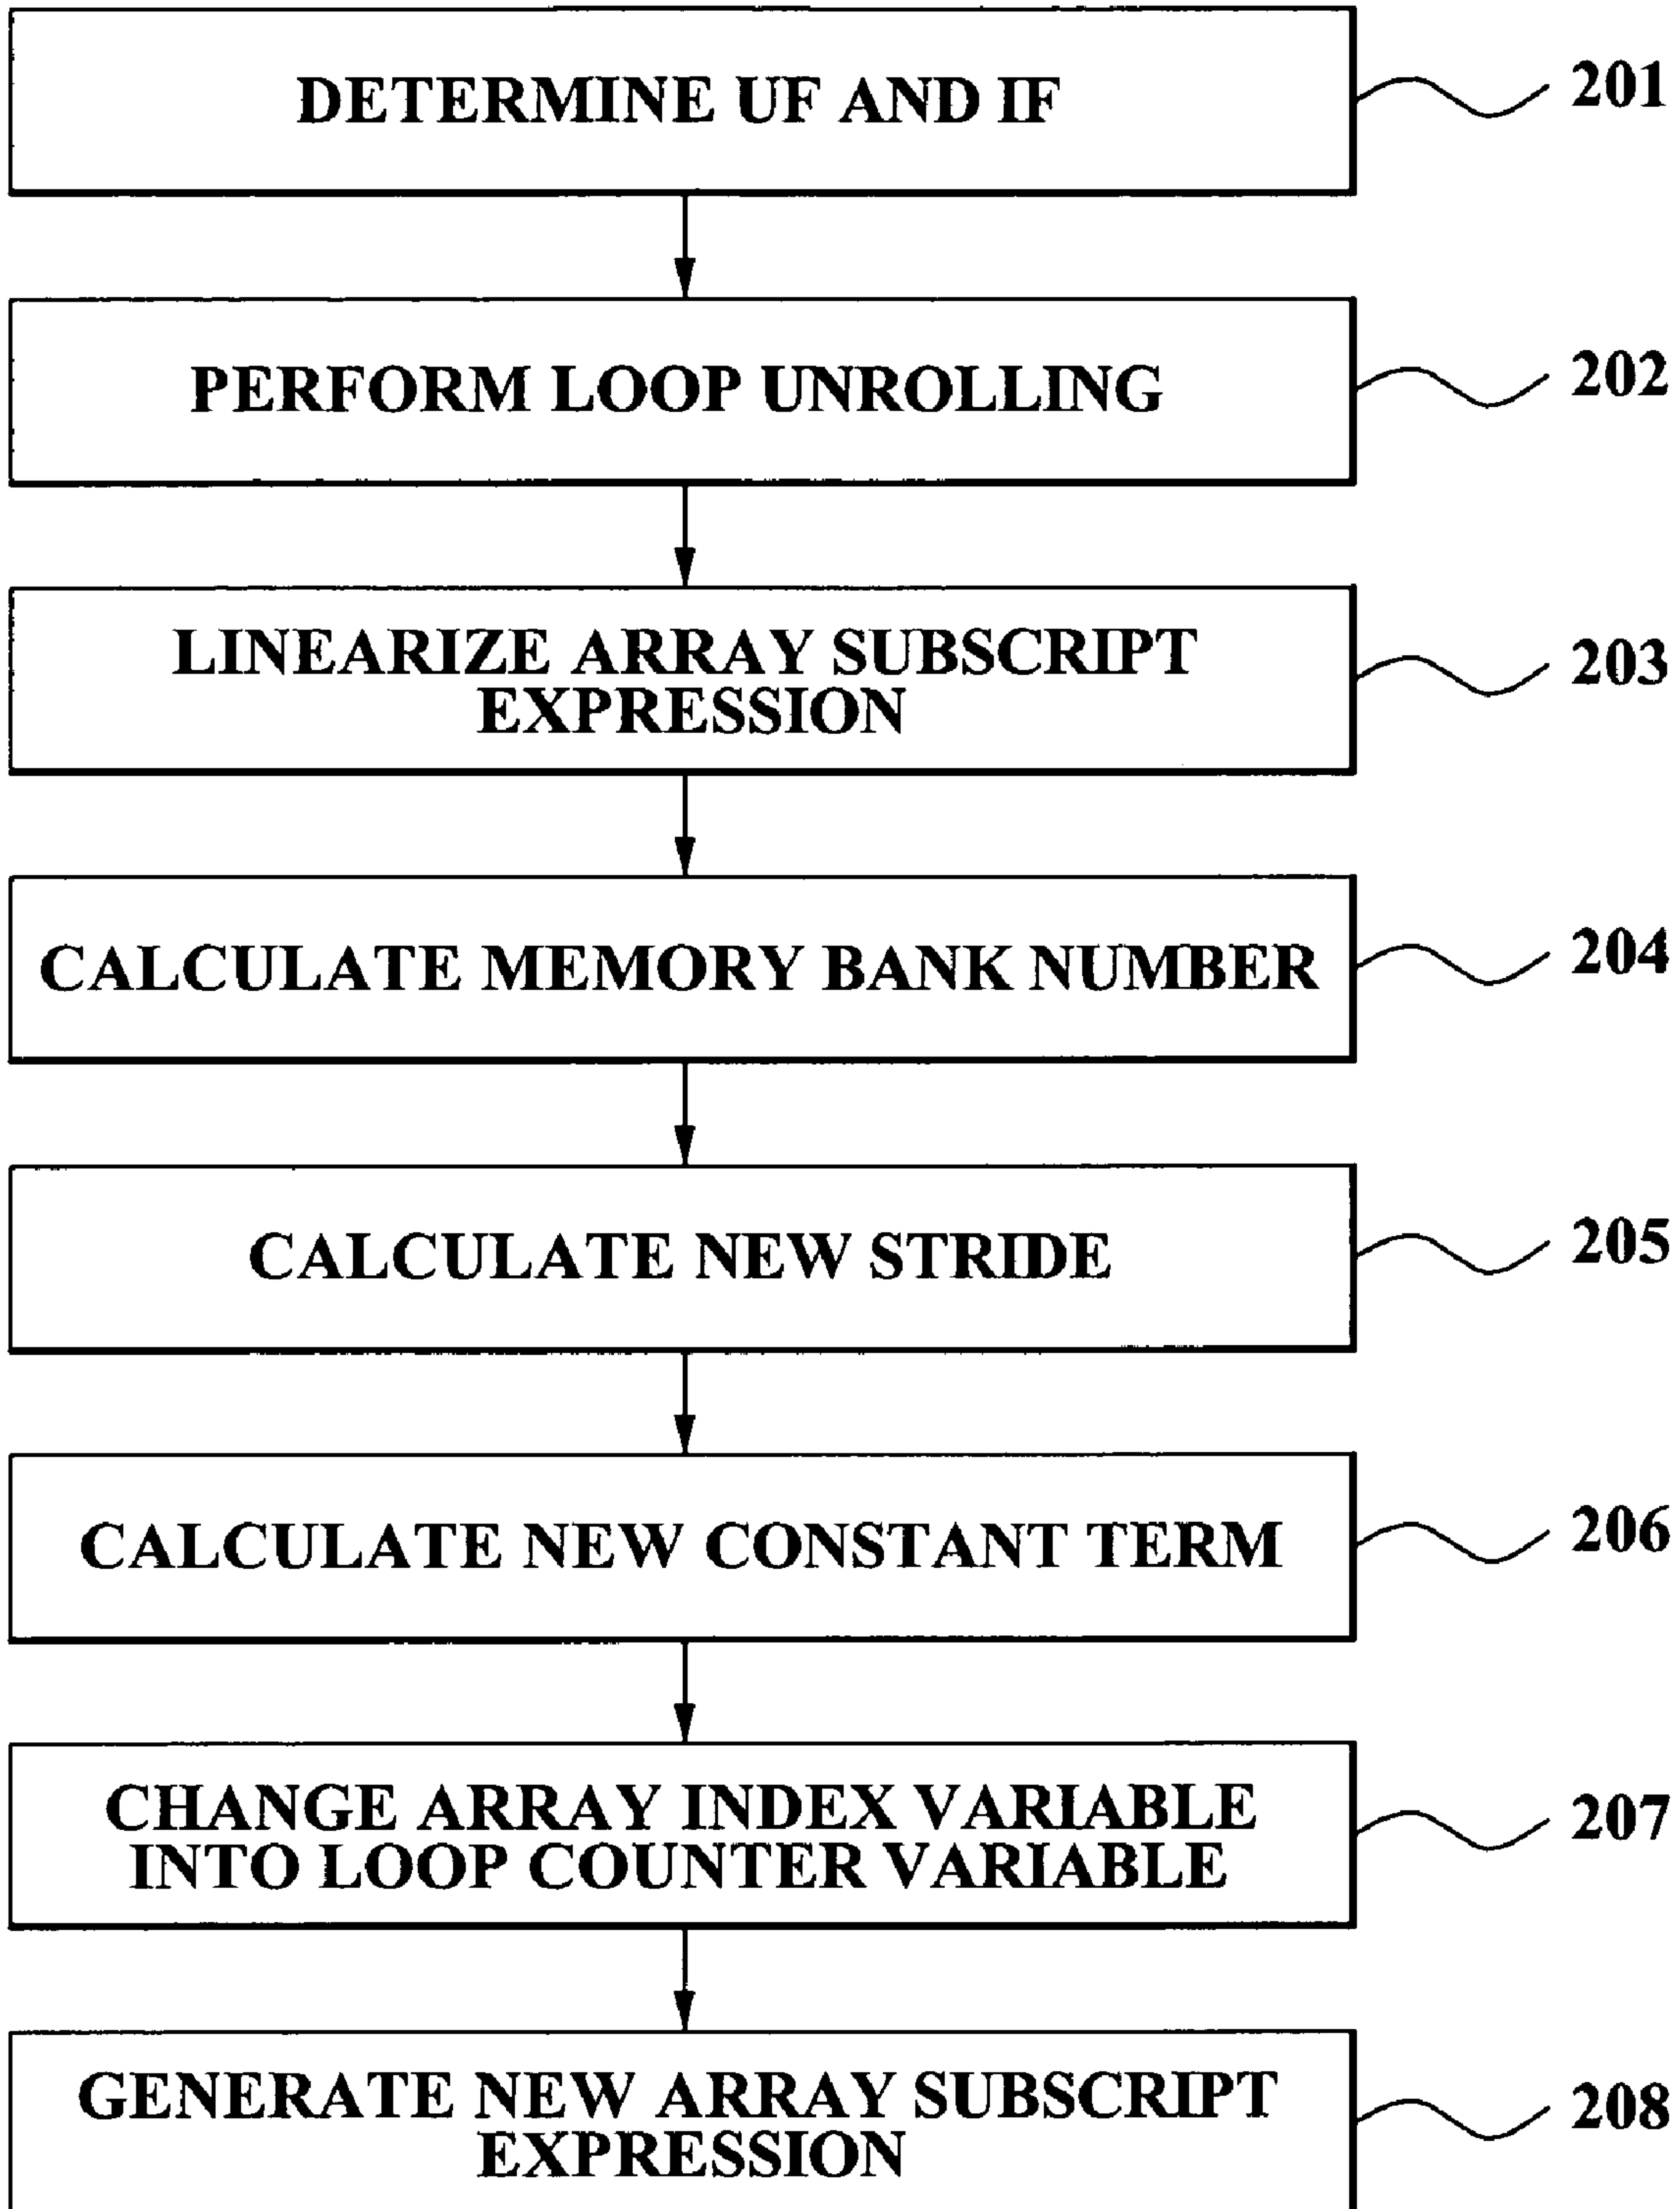 DETERMINE UF AND IF
201
PERFORM LOOP UNROLLING
202
LINEARIZE ARRAY SUBSCRIPT
EXPRESSION
203
CALCULATE MEMORY BANK NUMBER
204
CALCULATE NEW STRIDE
205
CALCULATE NEW CONSTANT TERM
206
CHANGE ARRAY INDEX VARIABLE
INTO LOOP COUNTER VARIABLE
207
GENERATE NEW ARRAY SUBSCRIPT
EXPRESSION
208